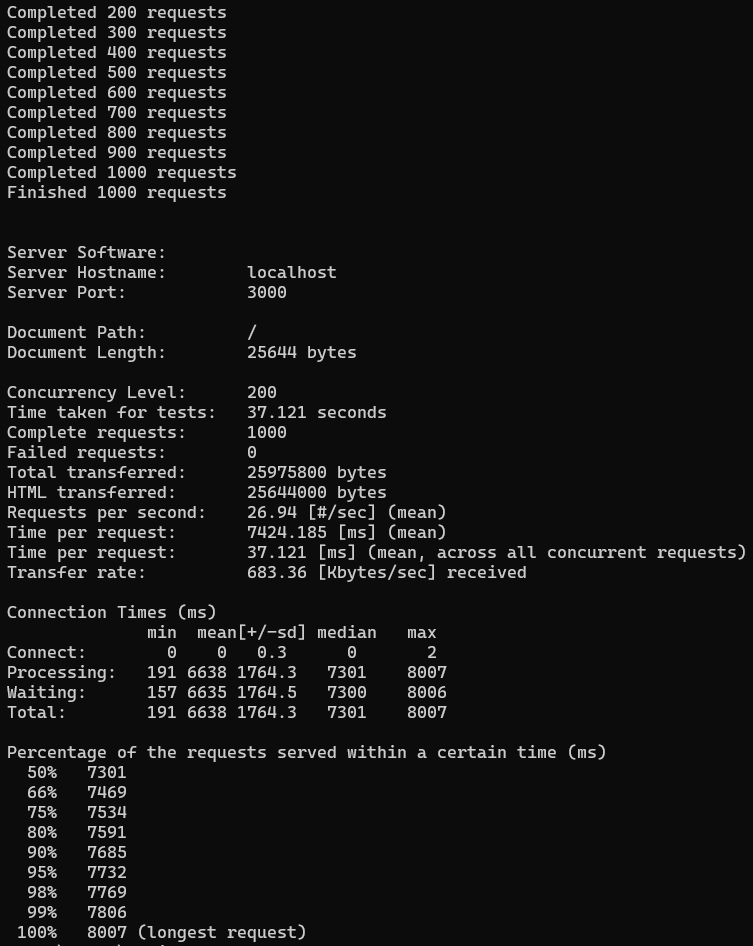 Completed 200 requests
Completed 300 requests
Completed 400 requests
Completed 500 requests
Completed 600 requests
Completed 700 requests
Completed 800 requests
Completed 900 requests
Completed 1000 requests
Finished 1000 requests
Server Software:
Server Hostname: localhost
Server Port: 3000
Document Path: /
Document Length: 25644 bytes
Concurrency Level: 200
Time taken for tests: 37.121 seconds
Complete requests: 1000
Failed requests: 0
Total transferred: 25975800 bytes
HTML transferred: 25644000 bytes
Requests per second: 26.94 [#/sec] (mean)
Time per request: 7424.185 [ms] (mean)
Time per request: 37.121 [ms] (mean, across all concurrent requests)
Transfer rate: 683.36 [Kbytes/sec] received
Connection Times (ms)
min mean[+/-sd] median max
Connect: 0 0 0.3 0 2
Processing: 191 6638 1764.3 7301 8007
Waiting: 157 6635 1764.5 7300 8006
Total: 191 6638 1764.3 7301 8007
Percentage of the requests served within a certain time (ms)
50% 7301
66% 7469
75% 7534
80% 7591
90% 7685
95% 7732
98% 7769
99% 7806
100% 8007 (longest request)